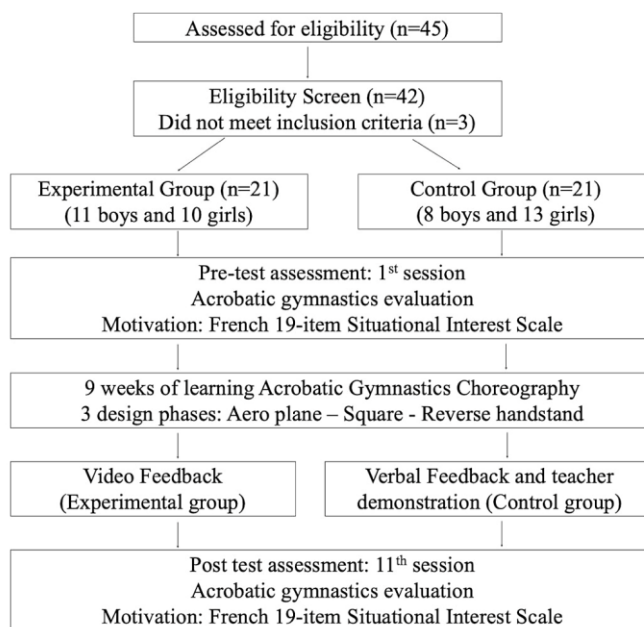 Assessed for eligibility (n=45)
Eligibility Screen (n=42)
Did not meet inclusion criteria (n=3)
Experimental Group (n=21)
(11 boys and 10 girls)
Control Group (n=21)
(8 boys and 13 girls)
Pre-test assessment: 1st session
Acrobatic gymnastics evaluation
Motivation: French 19-item Situational Interest Scale
9 weeks of learning Acrobatic Gymnastics Choreography
3 design phases: Aero plane – Square - Reverse handstand
Video Feedback
(Experimental group)
Verbal Feedback and teacher
demonstration (Control group)
Post test assessment: 11th session
Acrobatic gymnastics evaluation
Motivation: French 19-item Situational Interest Scale